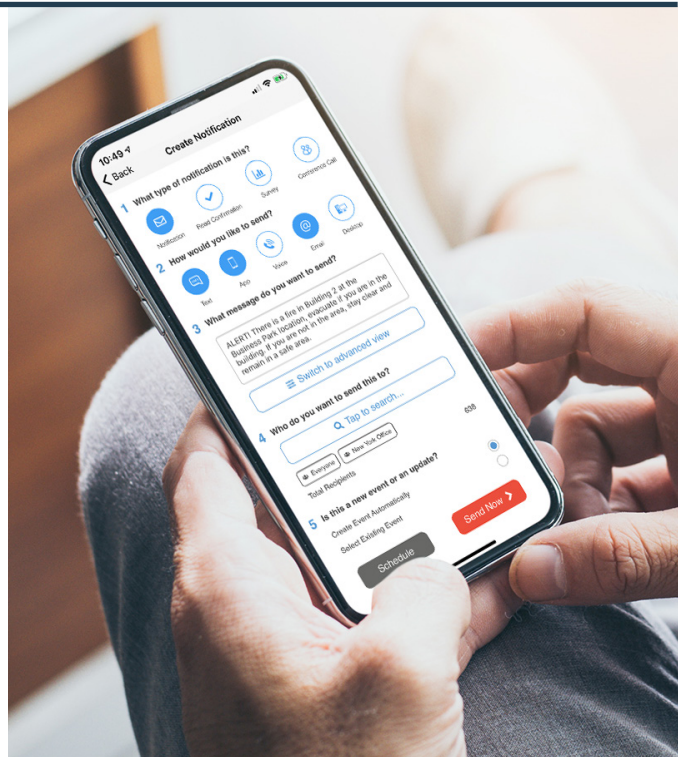 10:49
Back
Create Notification
1 What type of notification is this?
Notification Read Confirmation Survey Conference Call
2 How would you like to send?
Text App Voice Email Desktop
3 What message do you want to send?
ALERT! There is a fire in Building 2 at the
Business Park location, evacuate if you are in the
building. If you are not in the area, stay clear and
remain in a safe area.
Switch to advanced view
4 Who do you want to send this to?
Tap to search...
Everyone New York Office
Total Recipients 635
5 Is this a new event or an update?
Create Event Automatically
Select Existing Event
Schedule Send Now